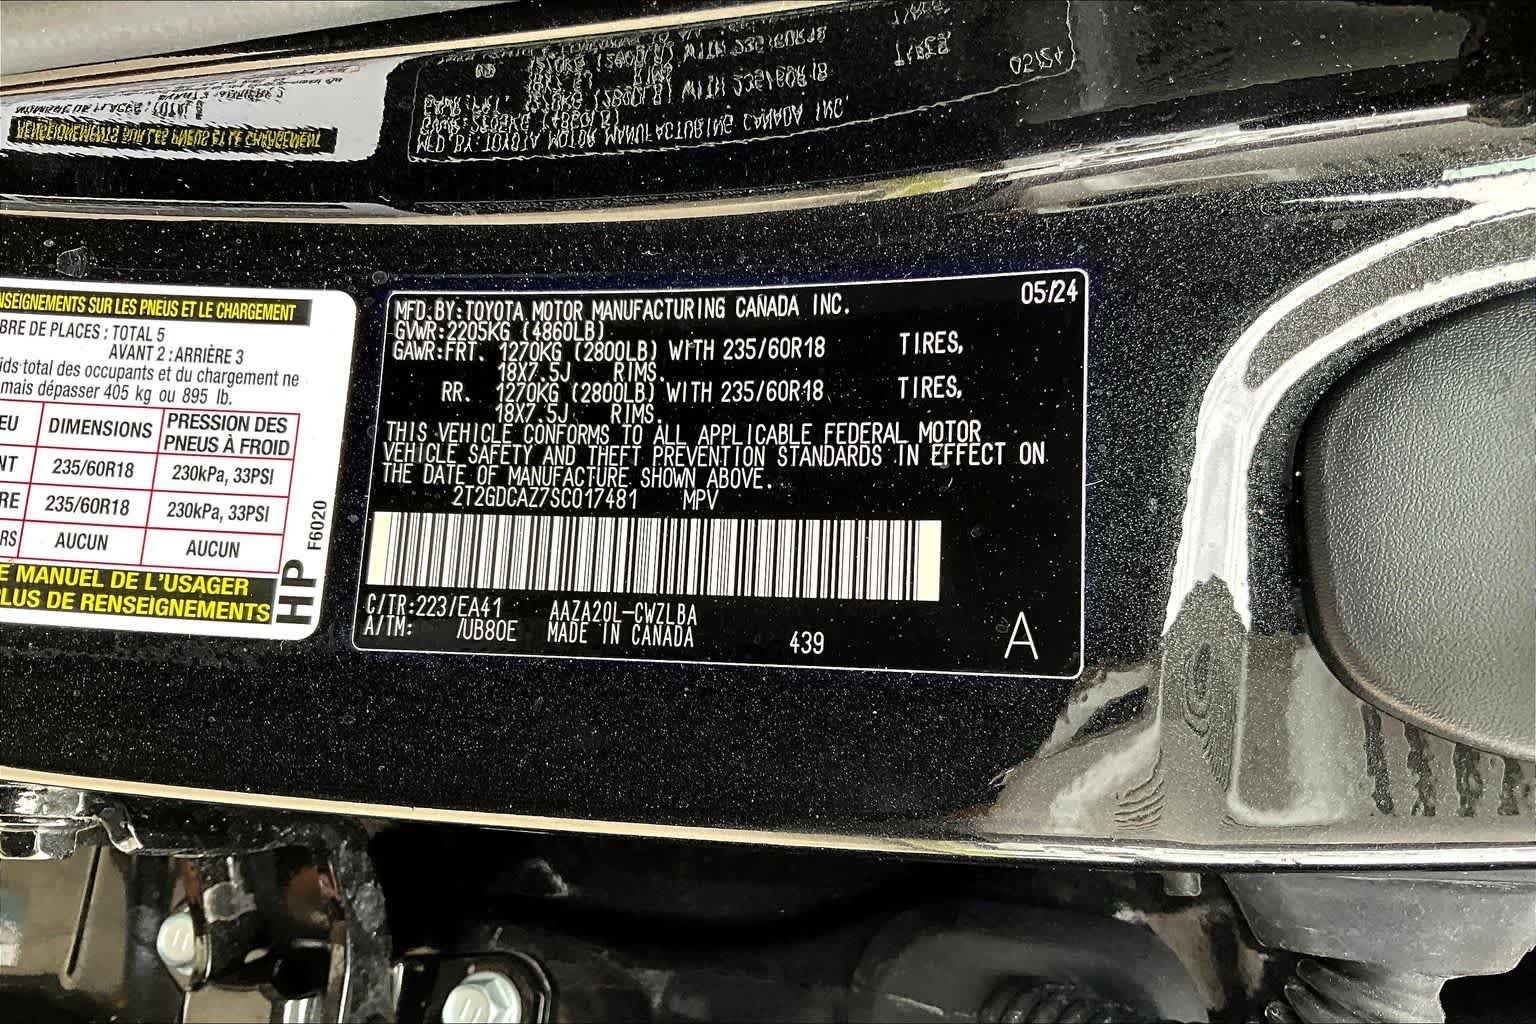 NSEIGNEMENTS SUR LES PNEUS ET LE CHARGEMENT
BRE DE PLACES : TOTAL 5
AVANT 2 : ARRIÈRE 3
ids total des occupants et du chargement ne
mais dépasser 405 kg ou 895 lb.
EU DIMENSIONS PRESSION DES PNEUS À FROID
NT 235/60R18 230kPa, 33PSI
RE 235/60R18 230kPa, 33PSI
RS AUCUN AUCUN
E MANUEL DE L'USAGER
PLUS DE RENSEIGNEMENTS
HP
F6020
MFD.BY:TOYOTA MOTOR MANUFACTURING CANADA INC. 05/24
GVWR:2205KG (4860LB)
GAWR:FRT. 1270KG (2800LB) WITH 235/60R18 TIRES,
18X7.5J RIMS.
RR. 1270KG (2800LB) WITH 235/60R18 TIRES,
18X7.5J RIMS.
THIS VEHICLE CONFORMS TO ALL APPLICABLE FEDERAL MOTOR
VEHICLE SAFETY AND THEFT PREVENTION STANDARDS IN EFFECT ON
THE DATE OF MANUFACTURE SHOWN ABOVE.
2T2GDCAZ7SC017481 MPV
C/TR:223/EA41 AAZA20L-CWZLBA
A/TM: /UB80E MADE IN CANADA 439 A